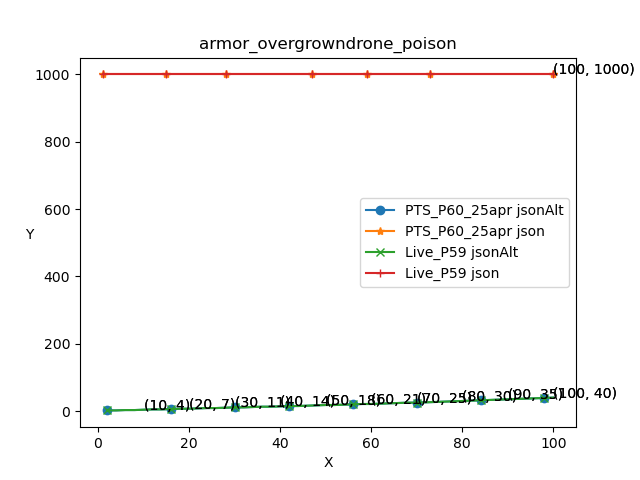 armor_overgrowndrone_poison
1000
(100, 1000)
800
600
PTS_P60_25apr jsonAlt
PTS_P60_25apr json
Y
Live_P59 jsonAlt
Live_P59 json
400
200
(10, 4)
(20, 7)
(30, 11)
(40, 14)
(50, 18)
(60, 21)
(70, 25)
(80, 30)
(90, 35)
(100, 40)
0
0 20 40 60 80 100
X